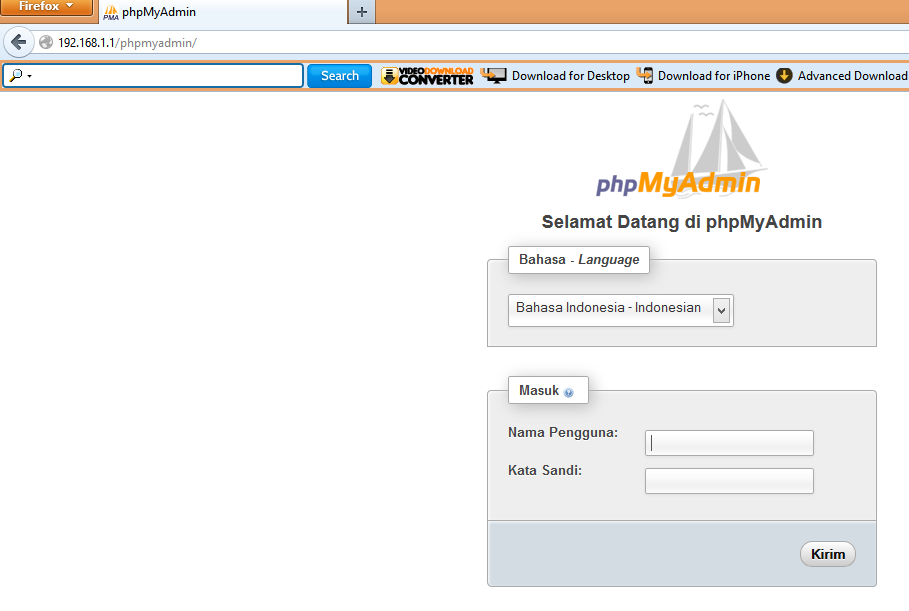 Firefox
phpMyAdmin
PMA
192.168.1.1/phpmyadmin/
Search
VIDEO DOWNLOAD CONVERTER
Download for Desktop
Download for iPhone
Advanced Download
phpMyAdmin
Selamat Datang di phpMyAdmin
Bahasa - Language
Bahasa Indonesia - Indonesian
Masuk
Nama Pengguna:
Kata Sandi:
Kirim